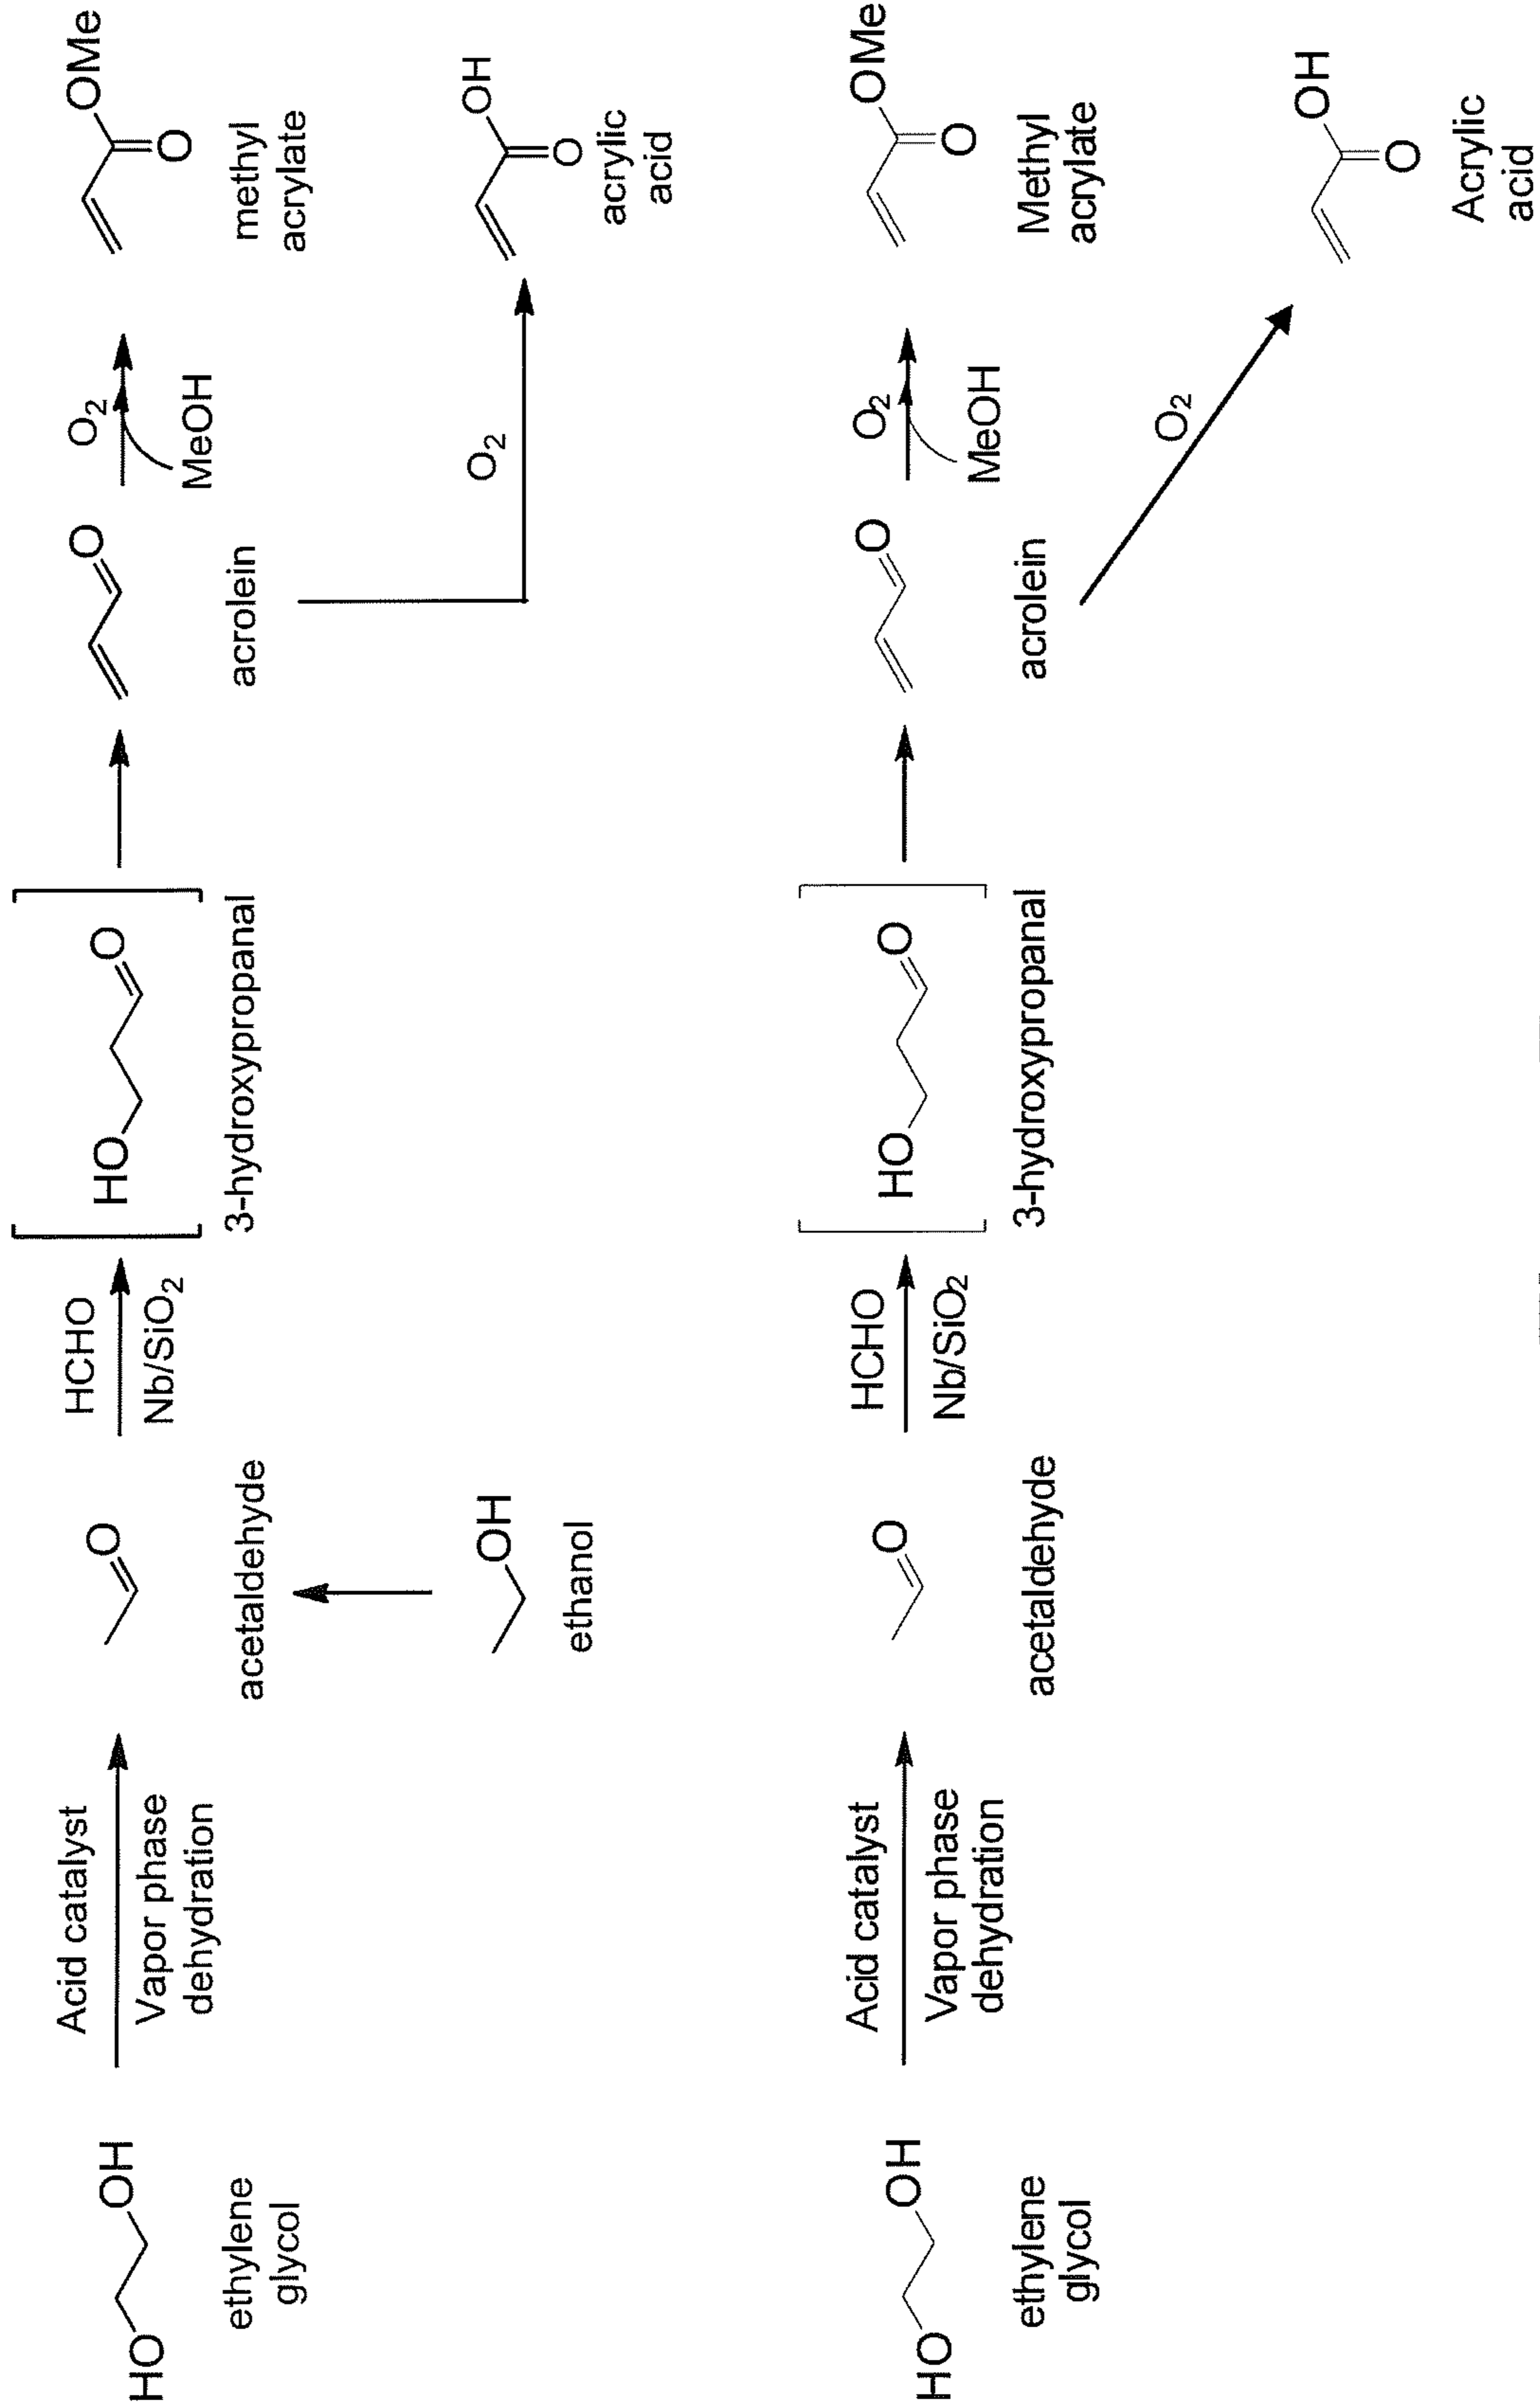 HO
OH
ethylene
glycol
Acid catalyst
Vapor phase
dehydration
O
acetaldehyde
OH
ethanol
HCHO
Nb/SiO2
HO
O
3-hydroxypropanal
O
acrolein
O2
MeOH
OMe
O
methyl
acrylate
O2
OH
O
acrylic
acid
HO
OH
ethylene
glycol
Acid catalyst
Vapor phase
dehydration
O
acetaldehyde
HCHO
Nb/SiO2
HO
O
3-hydroxypropanal
O
acrolein
O2
MeOH
OMe
O
Methyl
acrylate
O2
OH
O
Acrylic
acid